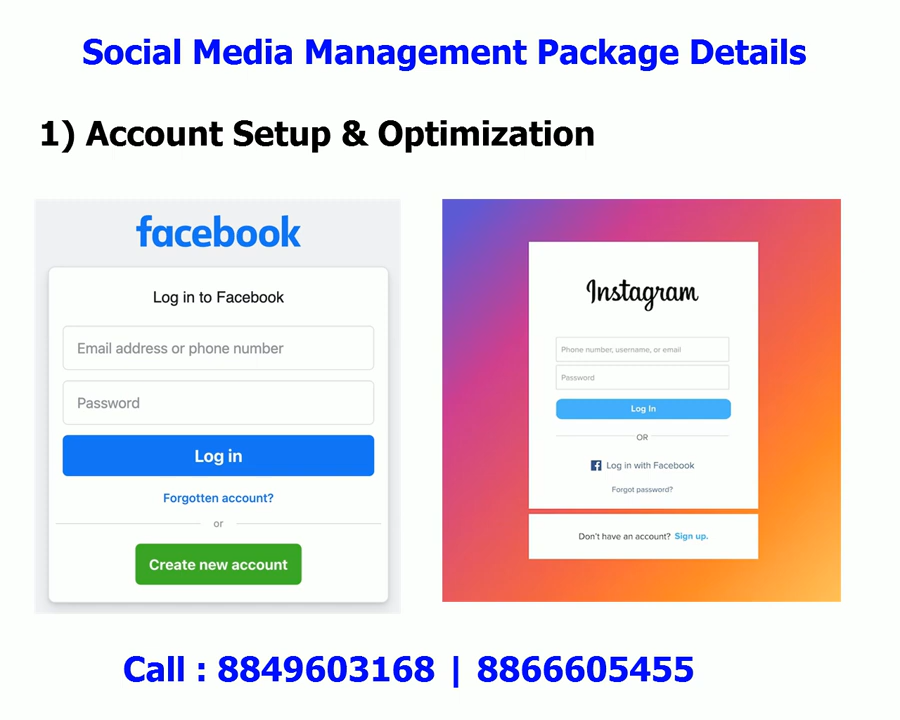 Social Media Management Package Details
1) Account Setup & Optimization
facebook
Log in to Facebook
Email address or phone number
Password
Log in
Forgotten account?
or
Create new account
Instagram
Phone number, username, or email
Password
Log In
OR
Log in with Facebook
Forgot password?
Don't have an account? Sign up.
Call : 8849603168 | 8866605455